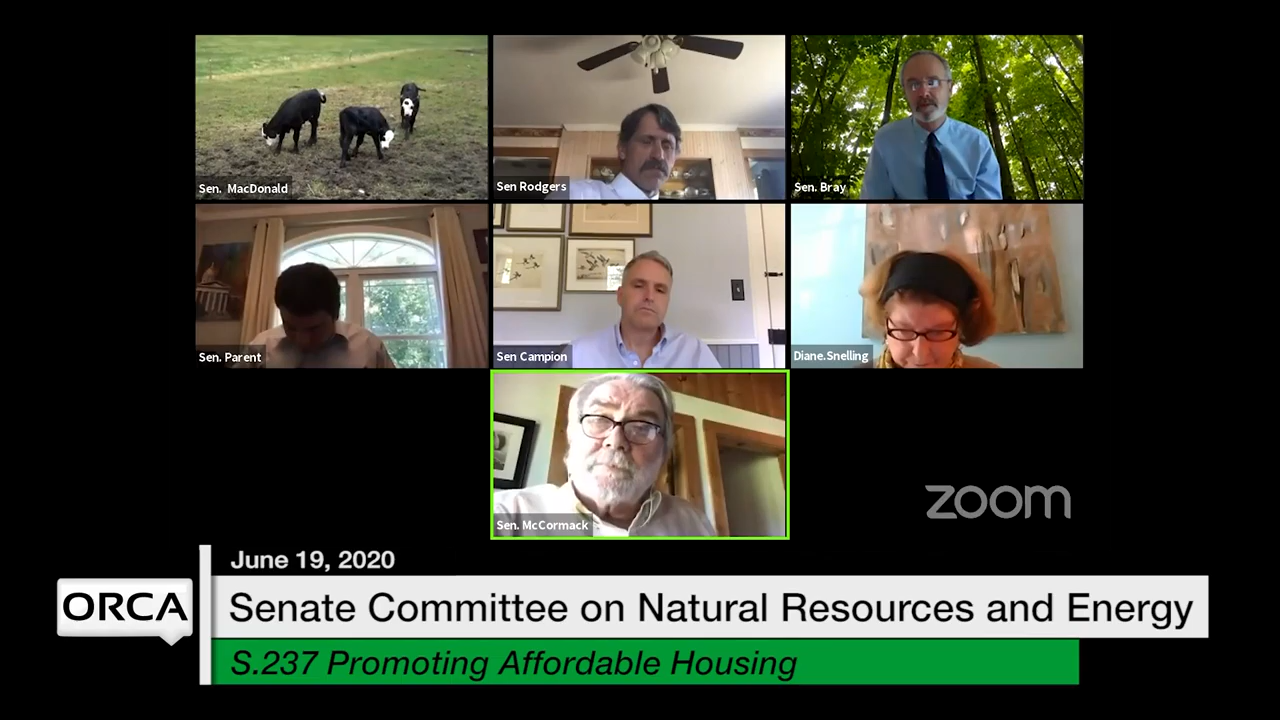 Sen. MacDonald
Sen Rodgers
Sen. Bray
Sen. Parent
Sen Campion
Diane.Snelling
Sen. McCormack
zoom
June 19, 2020
ORCA
Senate Committee on Natural Resources and Energy
S.237 Promoting Affordable Housing